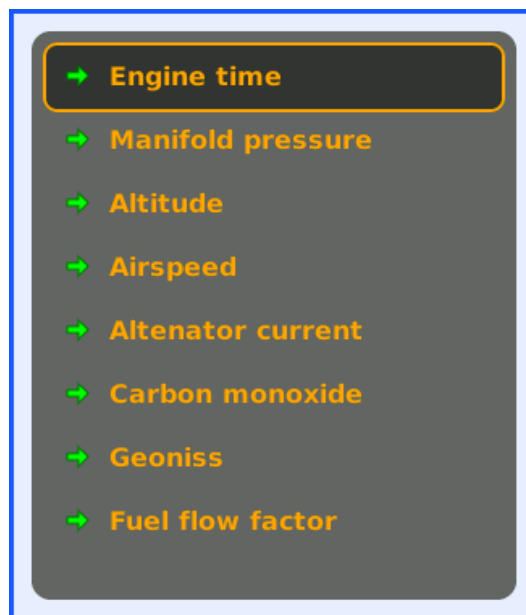 Engine time
Manifold pressure
Altitude
Airspeed
Altenator current
Carbon monoxide
Geoniss
Fuel flow factor